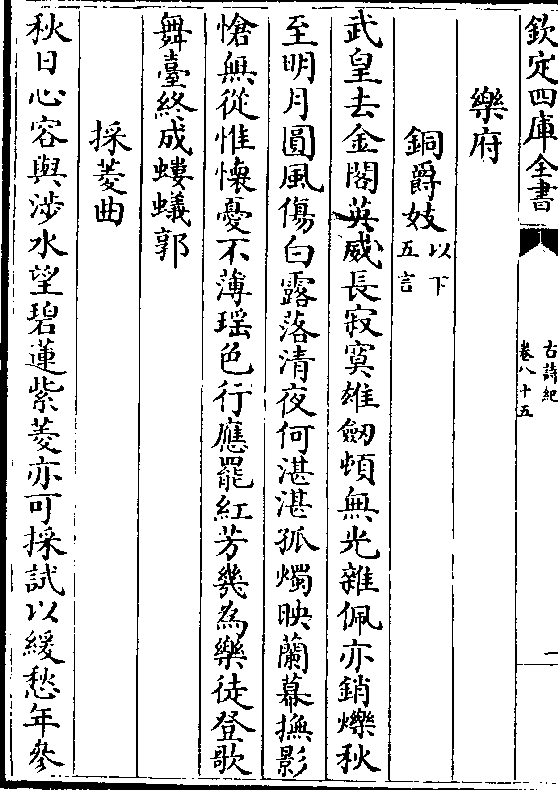 欽定四庫全書
古詩紀
卷八十五
一
樂府
銅爵妓以下五言
武皇去金閣英威長寂寞雄劒頓無光雜佩亦銷爍秋
至明月圓風傷白露落清夜何湛湛孤燭映蘭幕撫影
愴無從惟懷憂不薄瑶色行應罷紅芳幾為樂徒登歌
舞臺終成螻蟻郭
採菱曲
秋日心容與涉水望碧蓮紫菱亦可採試以緩愁年參